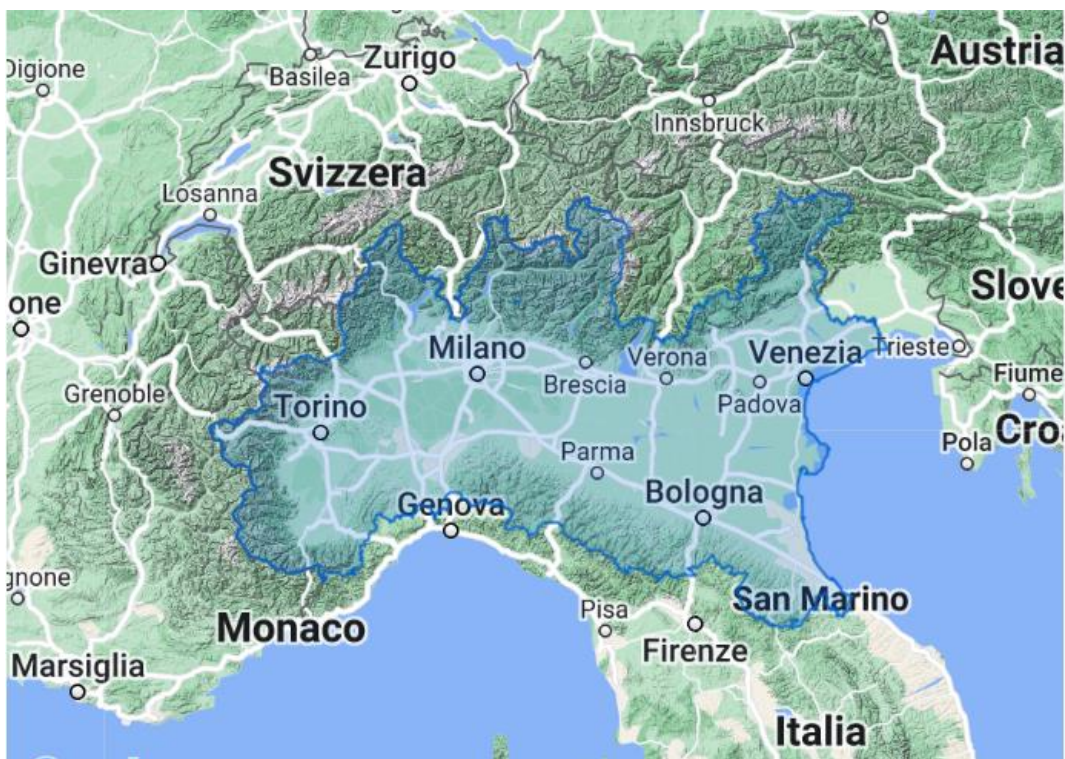 Austria
Zurigo
Digione
Basilea
Innsbruck
Svizzera
Losanna
Ginevra
Slove
one
Milano
Verona
Venezia
Trieste
Brescia
Fiume
Grenoble
Torino
Padova
Cro
Pola
Parma
Bologna
Genova
gnone
San Marino
Pisa
Monaco
Firenze
Marsiglia
Italia